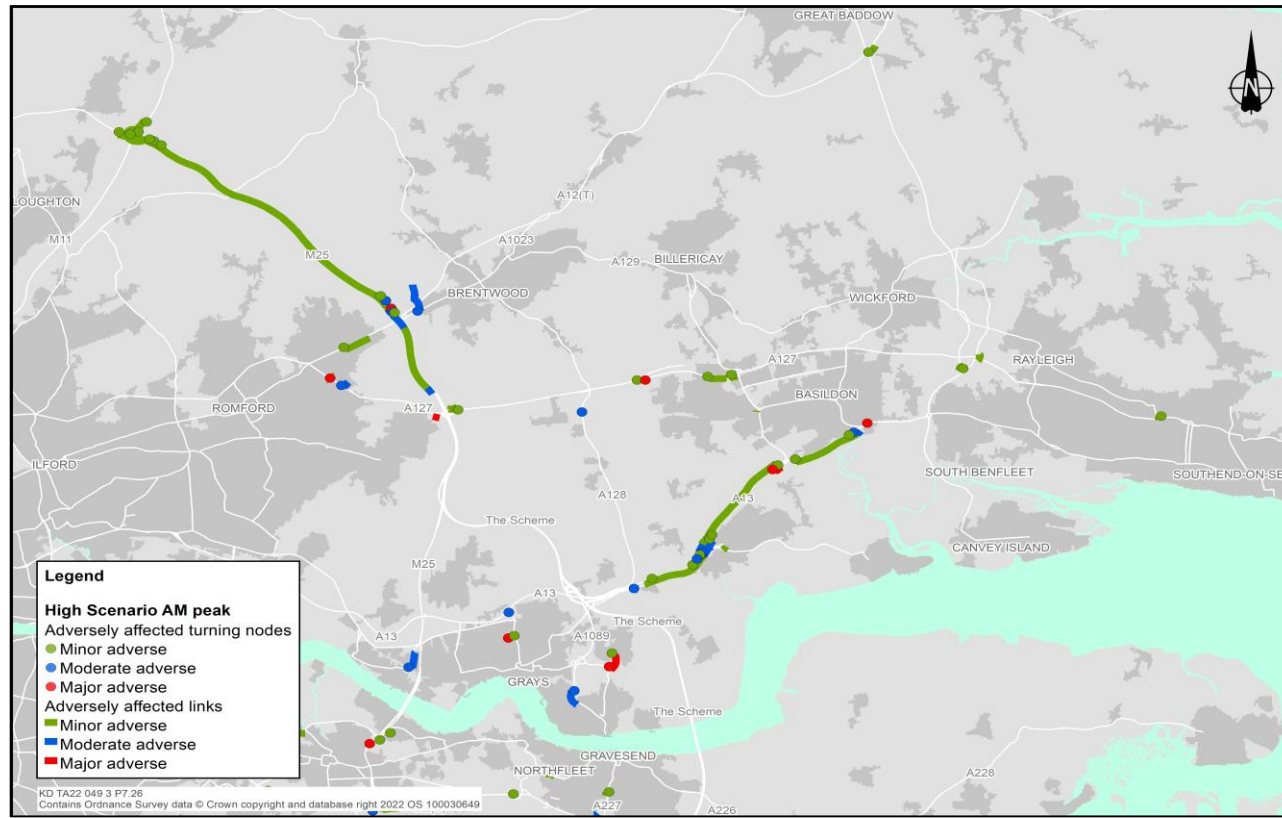 GREAT BADDOW
N
LOUGHTON
M11
A12(T)
A1023
M25
A129
BILLERICAY
BRENTWOOD
WICKFORD
A127
RAYLEIGH
BASILDON
ROMFORD
A127
ILFORD
SOUTH BENFLEET
SOUTHEND-ON-SE
A128
A13
The Scheme
CANVEY ISLAND
M25
A13
The Scheme
A13
A1089
GRAYS
The Scheme
GRAVESEND
NORTHFLEET
A228
A227
A226
Legend
High Scenario AM peak
Adversely affected turning nodes
Minor adverse
Moderate adverse
Major adverse
Adversely affected links
Minor adverse
Moderate adverse
Major adverse
KD TA22 049 3 P7.26
Contains Ordnance Survey data © Crown copyright and database right 2022 OS 100030649